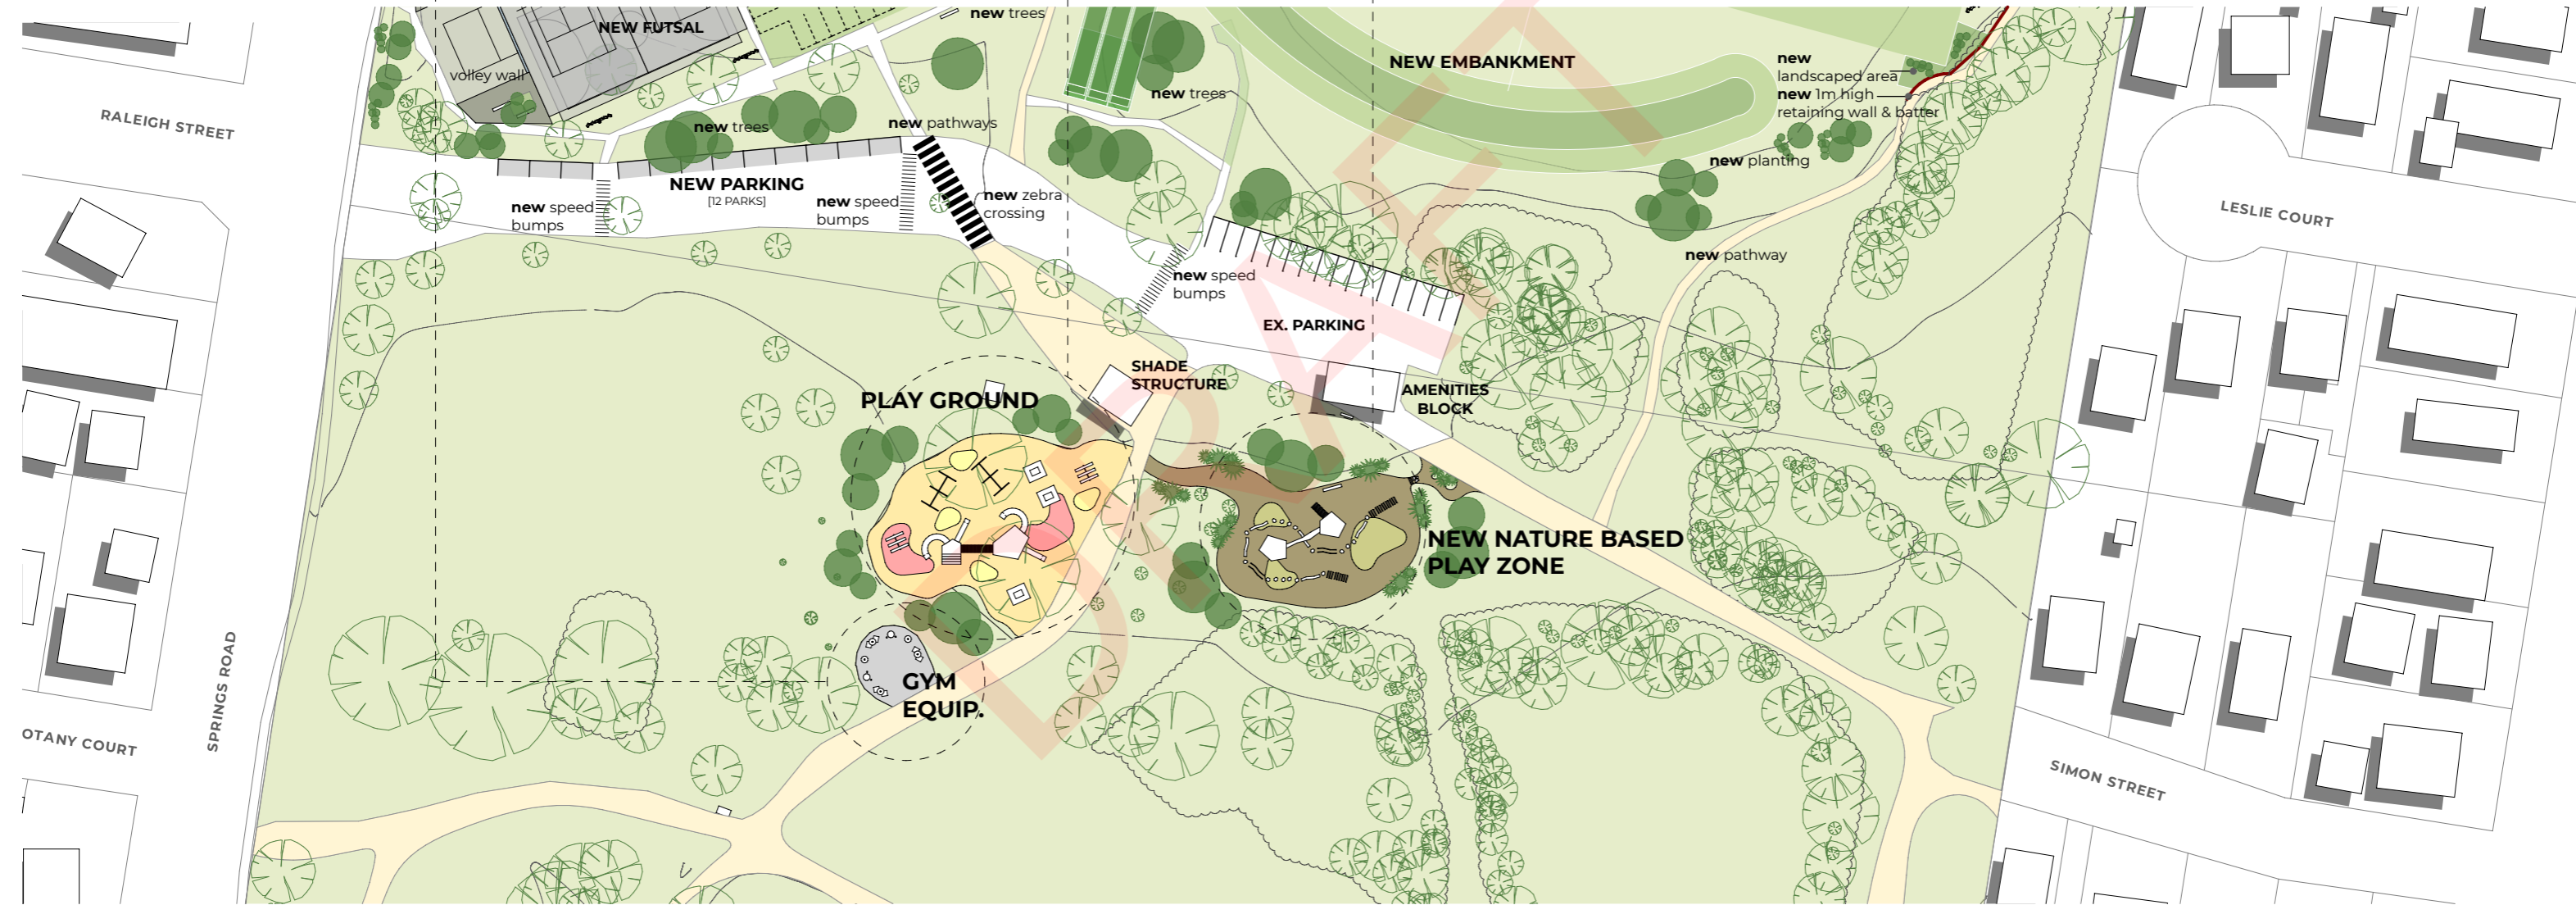 new trees
NEW FUTSAL
volley wall
NEW EMBANKMENT
new
landscaped area
new 1m high
retaining wall & batter
new trees
RALEIGH STREET
new trees
new pathways
new planting
NEW PARKING
[12 PARKS]
new speed
bumps
new speed
bumps
new zebra
crossing
LESLIE COURT
new pathway
new speed
bumps
EX. PARKING
SHADE
STRUCTURE
PLAY GROUND
AMENITIES
BLOCK
NEW NATURE BASED
PLAY ZONE
GYM
EQUIP.
SPRINGS ROAD
OTANY COURT
SIMON STREET
DRAFT